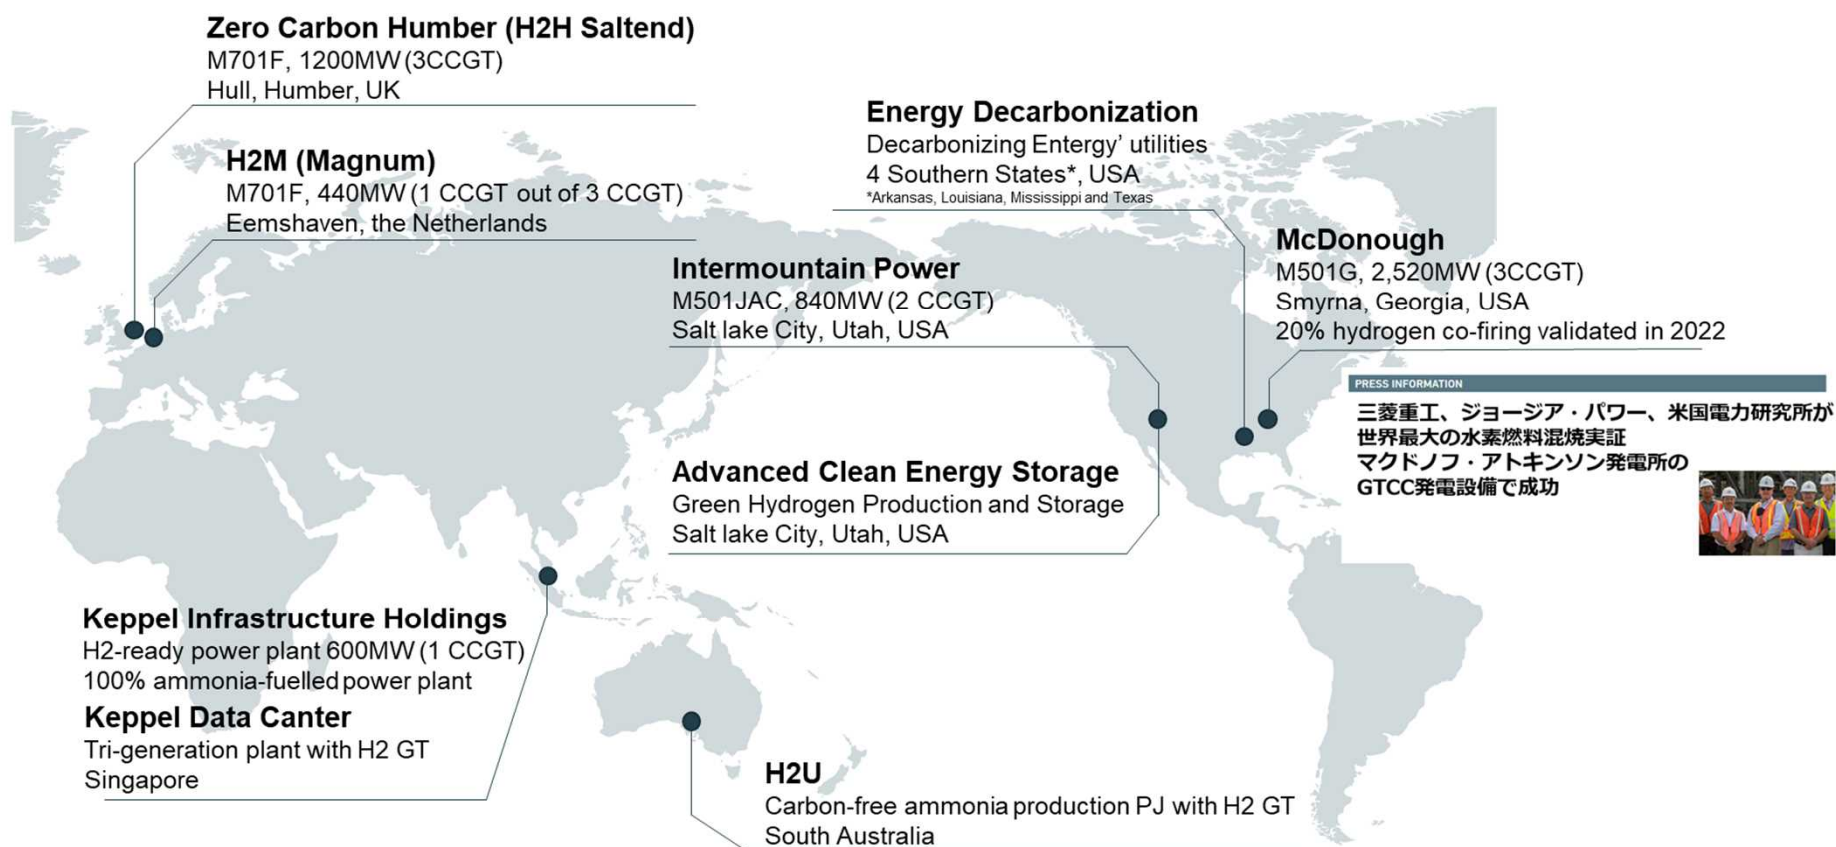 Zero Carbon Humber (H2H Saltend)
M701F, 1200MW (3CCGT)
Hull, Humber, UK
H2M (Magnum)
M701F, 440MW (1 CCGT out of 3 CCGT)
Eemshaven, the Netherlands
Energy Decarbonization
Decarbonizing Entergy’ utilities
4 Southern States*, USA
*Arkansas, Louisiana, Mississippi and Texas
McDonough
M501G, 2,520MW (3CCGT)
Smyrna, Georgia, USA
20% hydrogen co-firing validated in 2022
Intermountain Power
M501JAC, 840MW (2 CCGT)
Salt lake City, Utah, USA
PRESS INFORMATION
三菱重工、ジョージア・パワー、米国電力研究所が
世界最大の水素燃料混焼実証
マクドノフ・アトキンソン発電所の
GTCC発電設備で成功
Advanced Clean Energy Storage
Green Hydrogen Production and Storage
Salt lake City, Utah, USA
Keppel Infrastructure Holdings
H2-ready power plant 600MW (1 CCGT)
100% ammonia-fuelled power plant
Keppel Data Canter
Tri-generation plant with H2 GT
Singapore
H2U
Carbon-free ammonia production PJ with H2 GT
South Australia